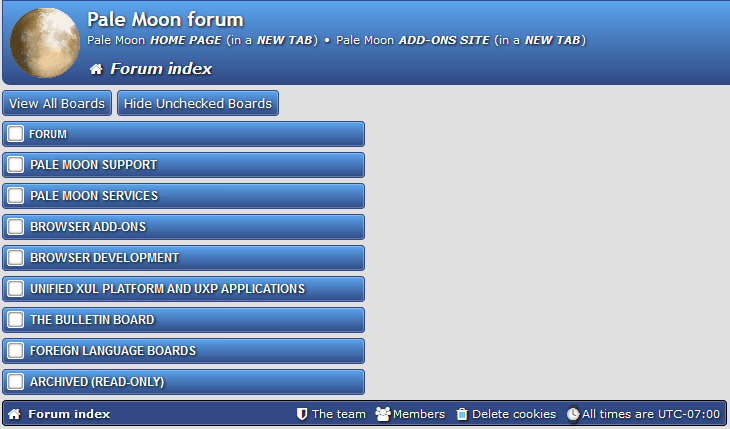 Pale Moon forum
Pale Moon HOME PAGE (in a NEW TAB) • Pale Moon ADD-ONS SITE (in a NEW TAB)
Forum index
View All Boards Hide Unchecked Boards
FORUM
PALE MOON SUPPORT
PALE MOON SERVICES
BROWSER ADD-ONS
BROWSER DEVELOPMENT
UNIFIED XUL PLATFORM AND UXP APPLICATIONS
THE BULLETIN BOARD
FOREIGN LANGUAGE BOARDS
ARCHIVED (READ-ONLY)
Forum index The team Members Delete cookies All times are UTC-07:00